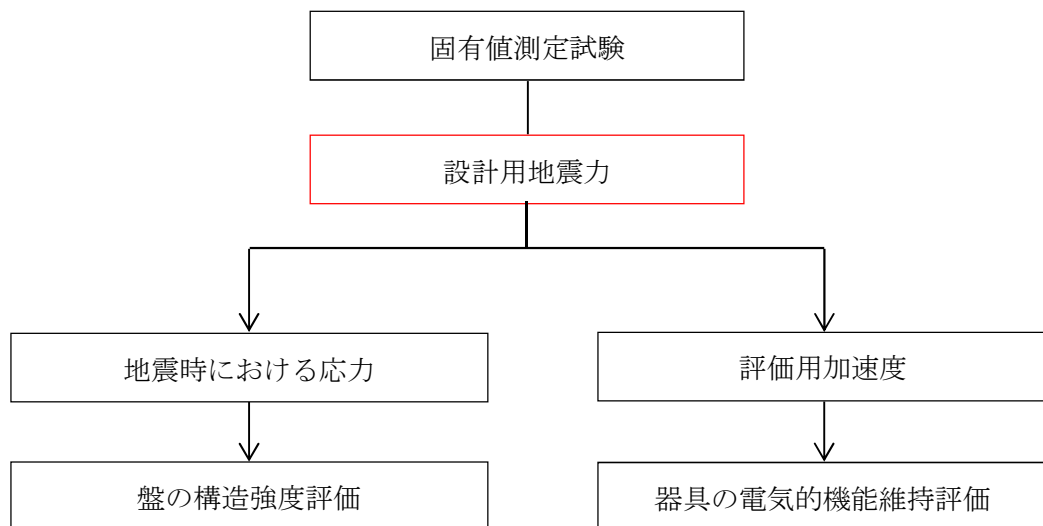 固有値測定試験
設計用地震力
地震時における応力
評価用加速度
盤の構造強度評価
器具の電気的機能維持評価